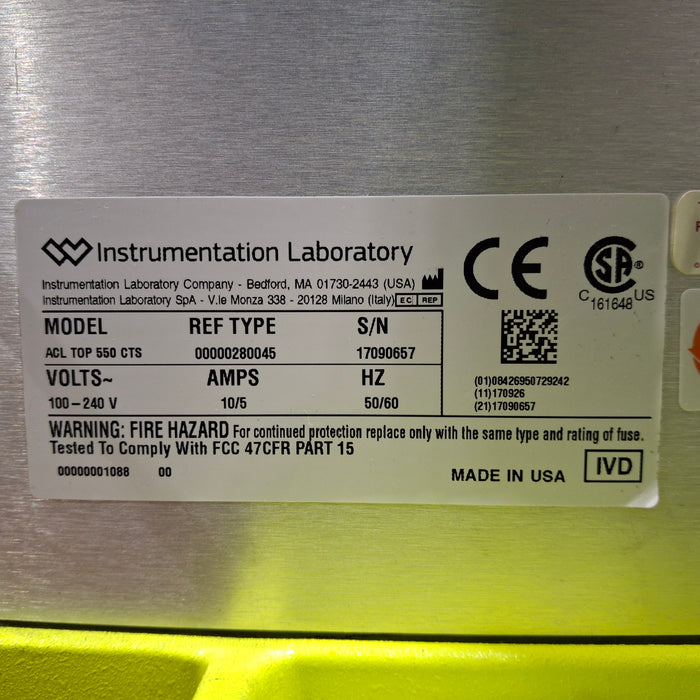 Instrumentation Laboratory
Instrumentation Laboratory Company - Bedford, MA 01730-2443 (USA)
Instrumentation Laboratory SpA - V.le Monza 338 - 20128 Milano (Italy) EC REP
CE
SA ®
C 161648 US
MODEL REF TYPE S/N
ACL TOP 550 CTS 00000280045 17090657
VOLTS~ AMPS HZ
100-240 V 10/5 50/60
(01)08426950729242
(11)170926
(21)17090657
WARNING: FIRE HAZARD For continued protection replace only with the same type and rating of fuse.
Tested To Comply With FCC 47CFR PART 15
00000001088 00
MADE IN USA IVD